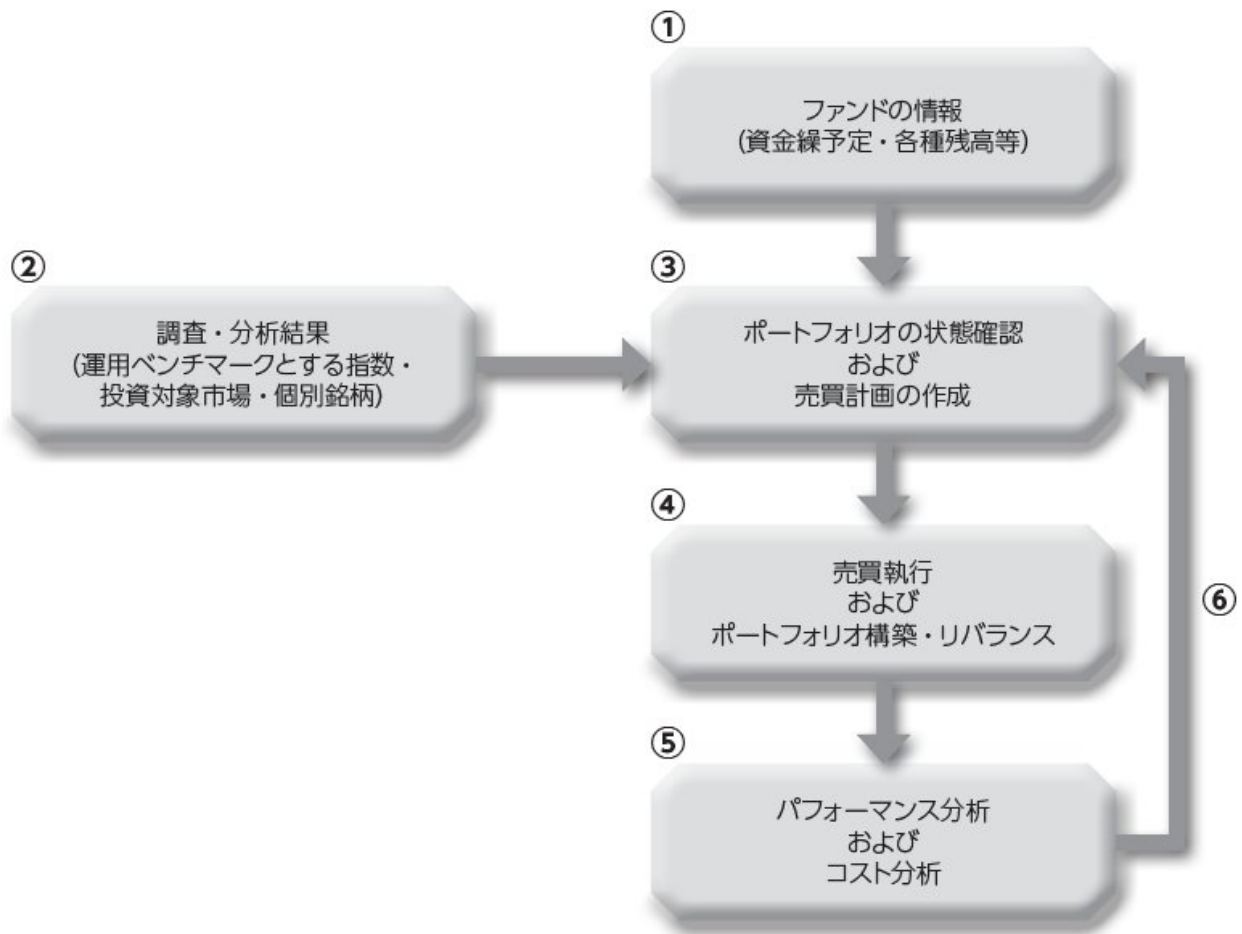 ①
ファンドの情報
(資金繰予定・各種残高等)
②
調査・分析結果
(運用ベンチマークとする指数・
投資対象市場・個別銘柄)
③
ポートフォリオの状態確認
および
売買計画の作成
④
売買執行
および
ポートフォリオ構築・リバランス
⑤
パフォーマンス分析
および
コスト分析
⑥